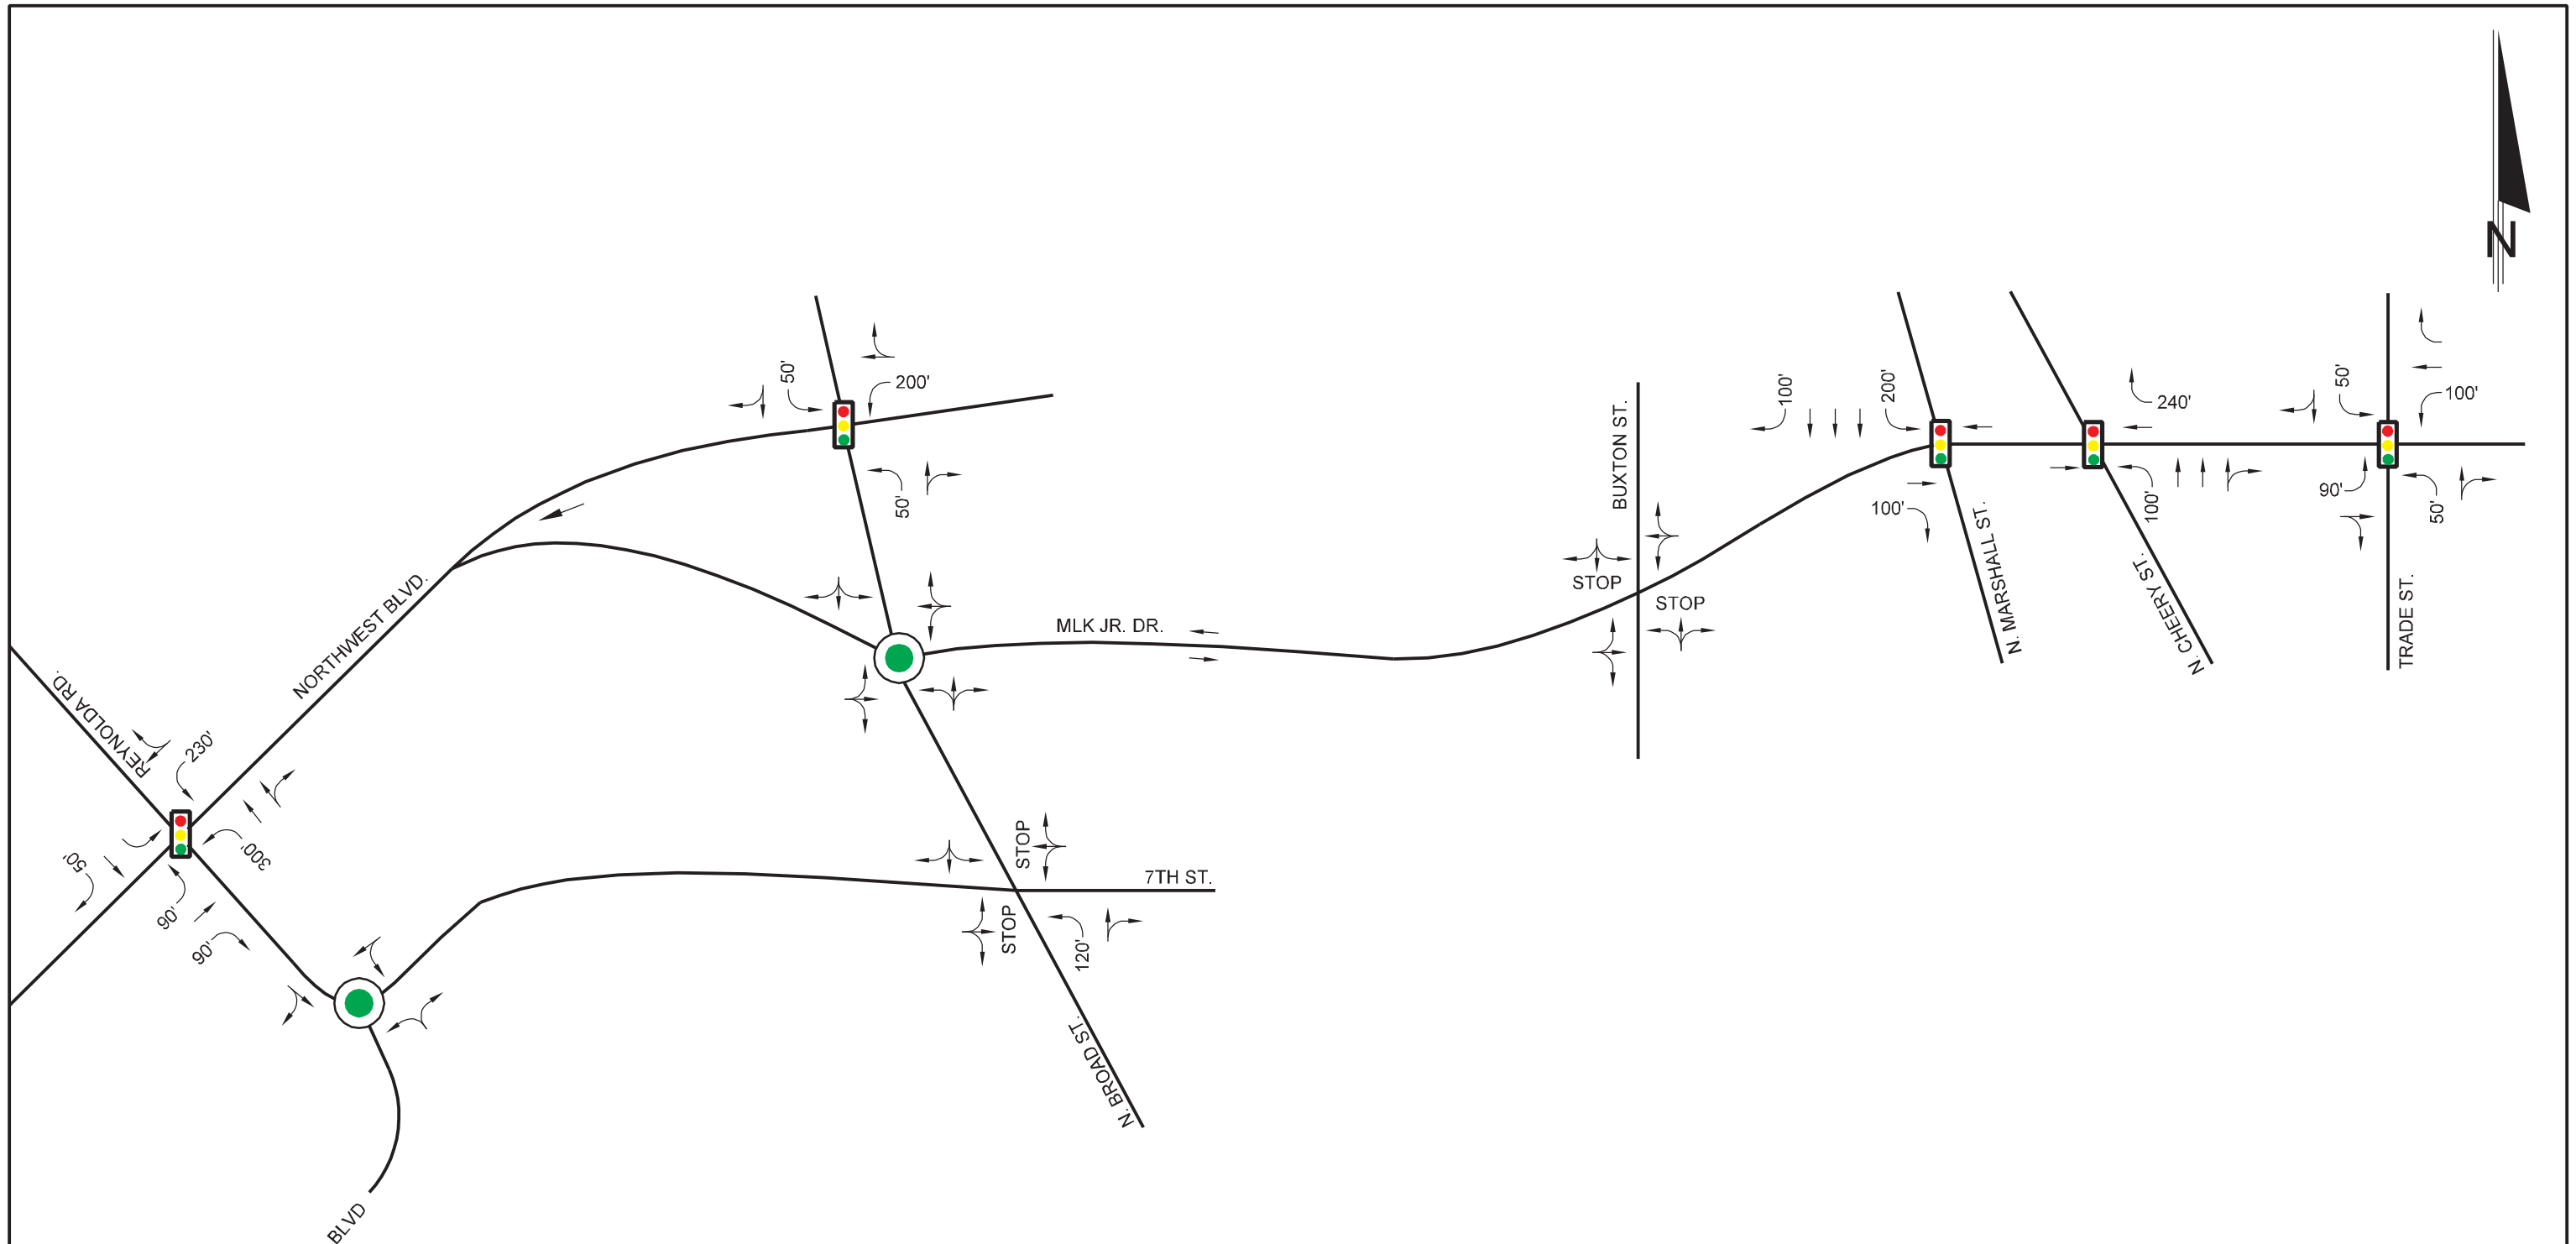 N
50'
200'
50'
100'
200'
240'
50'
100'
BUXTON ST.
100'
100'
90'
50'
N. MARSHALL ST.
N. CHEERY ST.
TRADE ST.
STOP
STOP
MLK JR. DR.
NORTHWEST BLVD.
REYNOLDA RD.
230'
50'
300'
90'
90'
STOP
7TH ST.
STOP
120'
N. BROAD ST.
BLVD